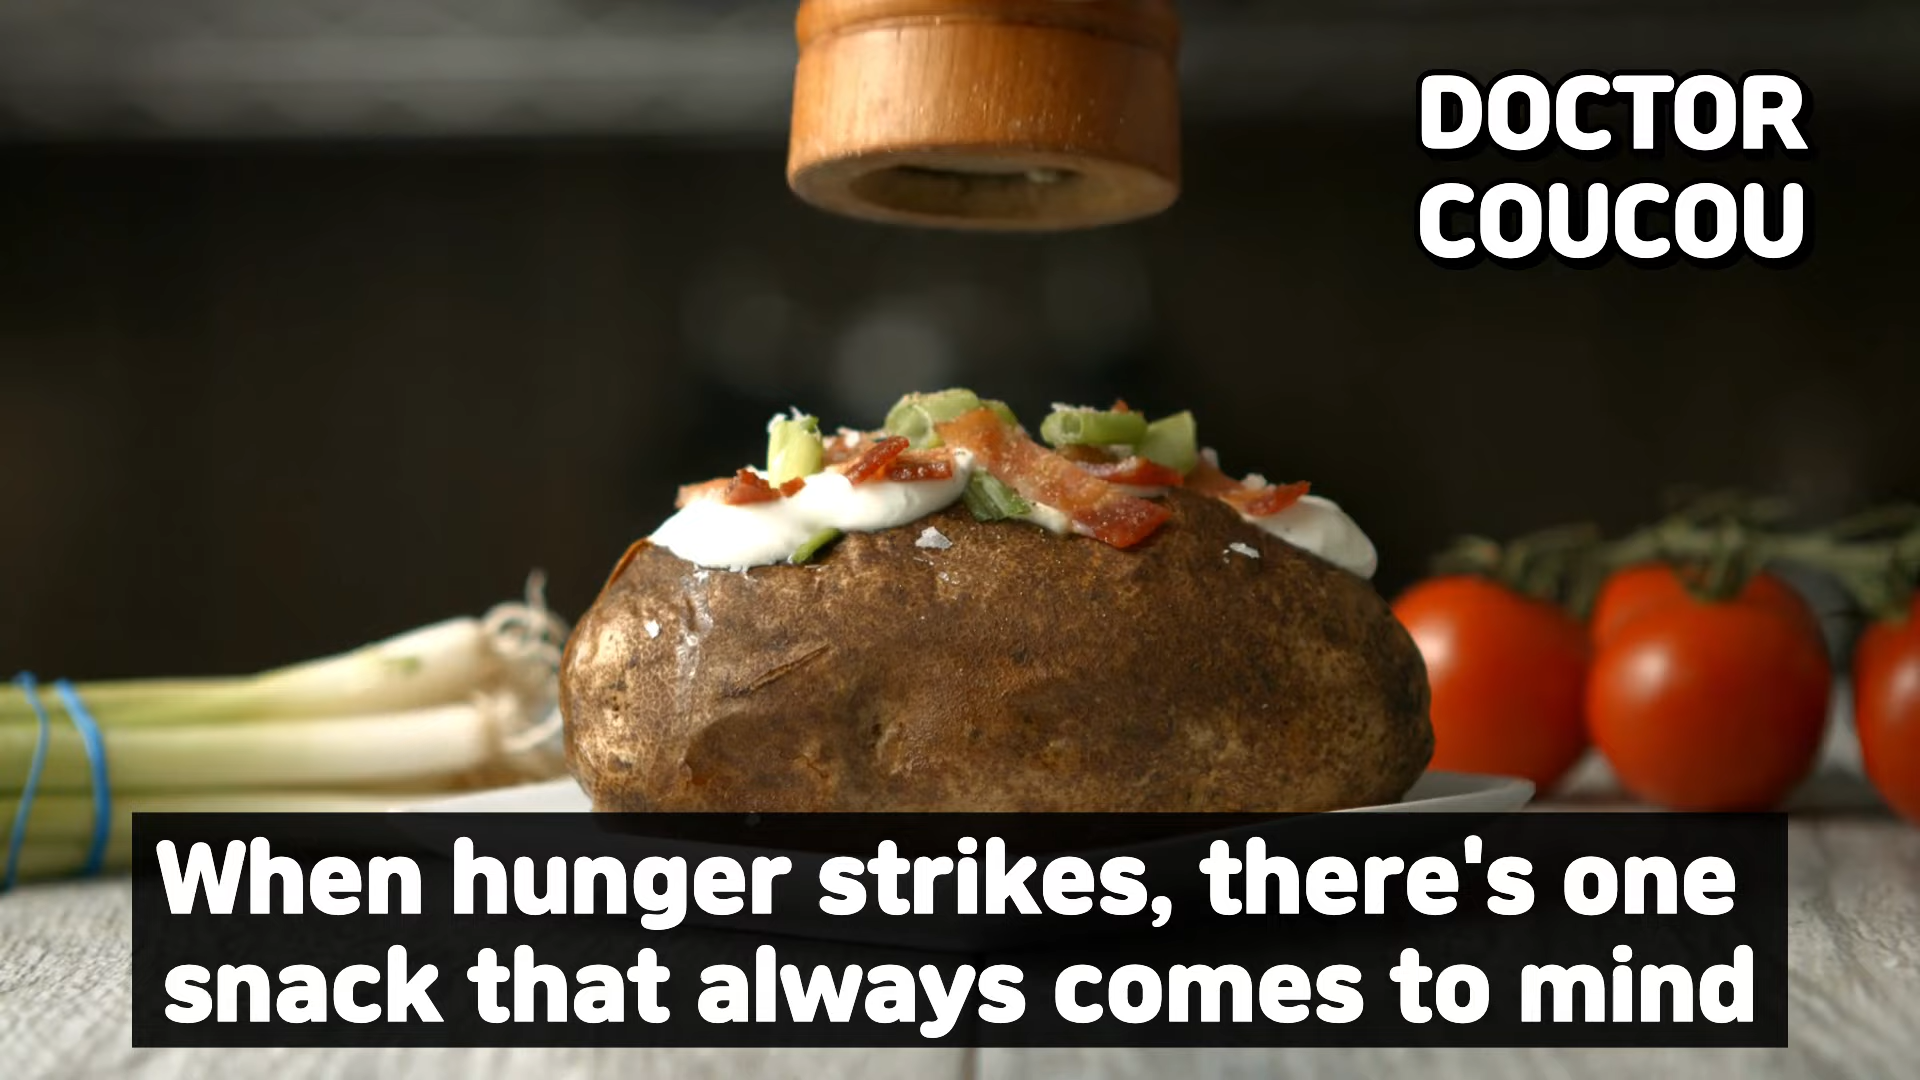 DOCTOR
COUCOU
When hunger strikes, there's one
snack that always comes to mind